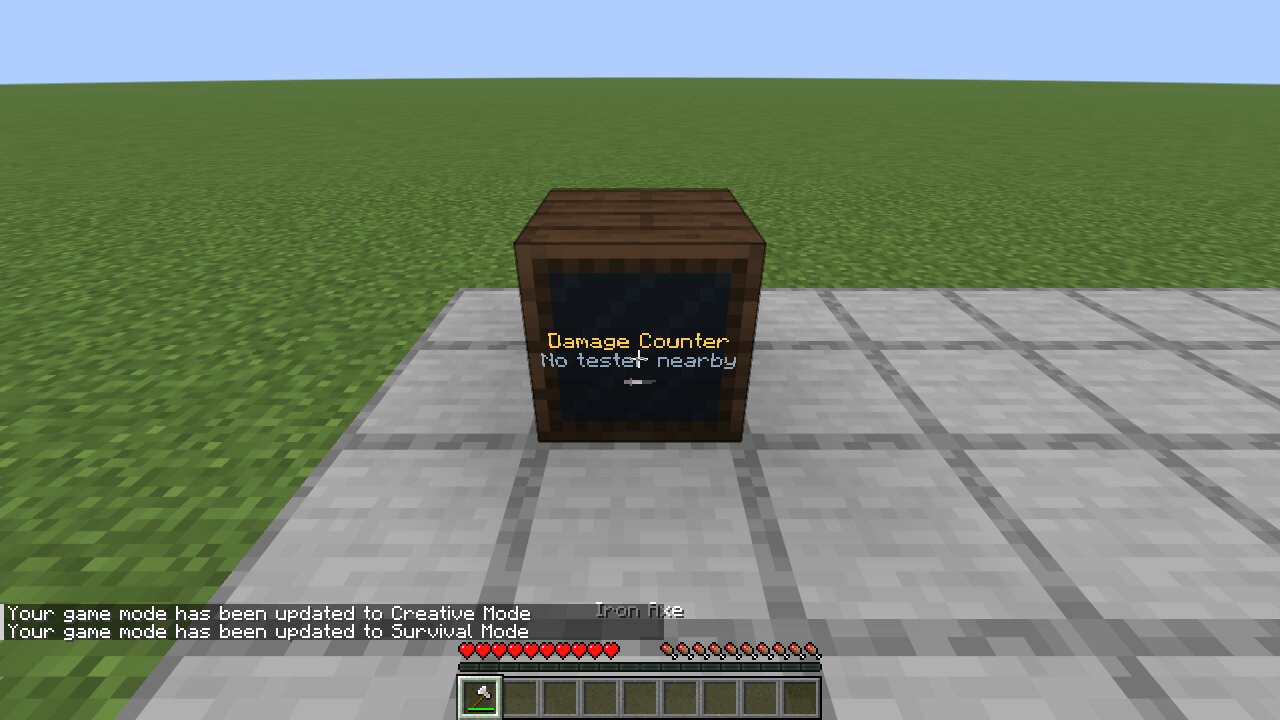 Damage Counter
No tester nearby
Your game mode has been updated to Creative Mode
Iron Axe
Your game mode has been updated to Survival Mode